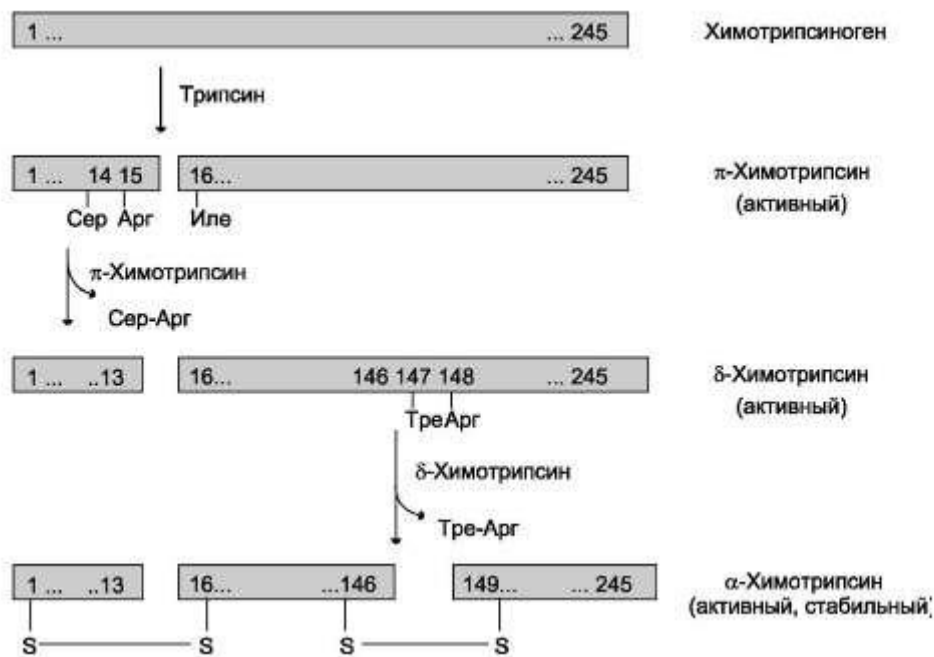 1 ... ... 245 Химотрипсиноген
Трипсин
1 ... 14 15 16... ... 245 π-Химотрипсин
(активный)
Сер Арг Иле
π-Химотрипсин
Сер-Арг
1 ... ..13 16... 146 147 148 ... 245 δ-Химотрипсин
(активный)
ТреАрг
δ-Химотрипсин
Тре-Арг
1 ... ..13 16... ...146 149... ... 245 α-Химотрипсин
(активный, стабильный)
S S S S